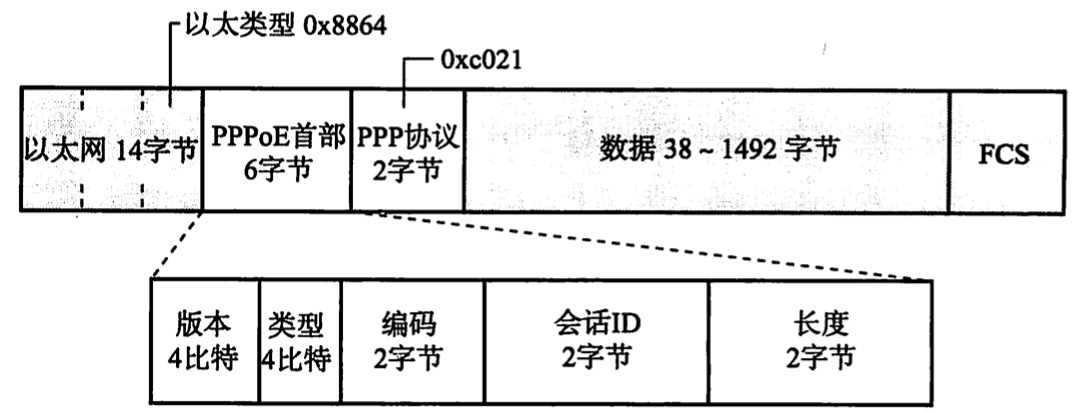 以太类型 0x8864
0xc021
以太网 14字节
PPPoE首部
6字节
PPP协议
2字节
数据 38 ~ 1492 字节
FCS
版本
4比特
类型
4比特
编码
2字节
会话ID
2字节
长度
2字节